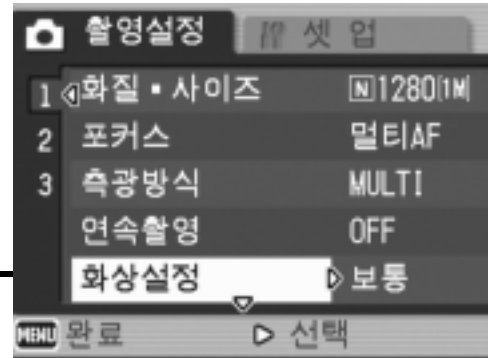 촬영설정 셋 업
1 화질▪사이즈 N1280(1M)
2 포커스 멀티AF
3 측광방식 MULTI
연속촬영 OFF
화상설정 보통
MENU 완료 선택